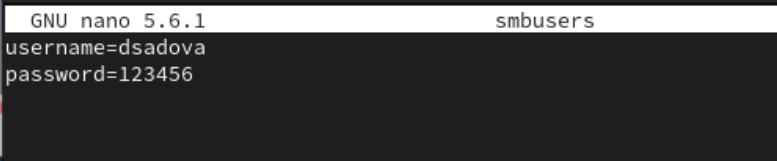 GNU nano 5.6.1 smbusers
username=dsadova
password=123456